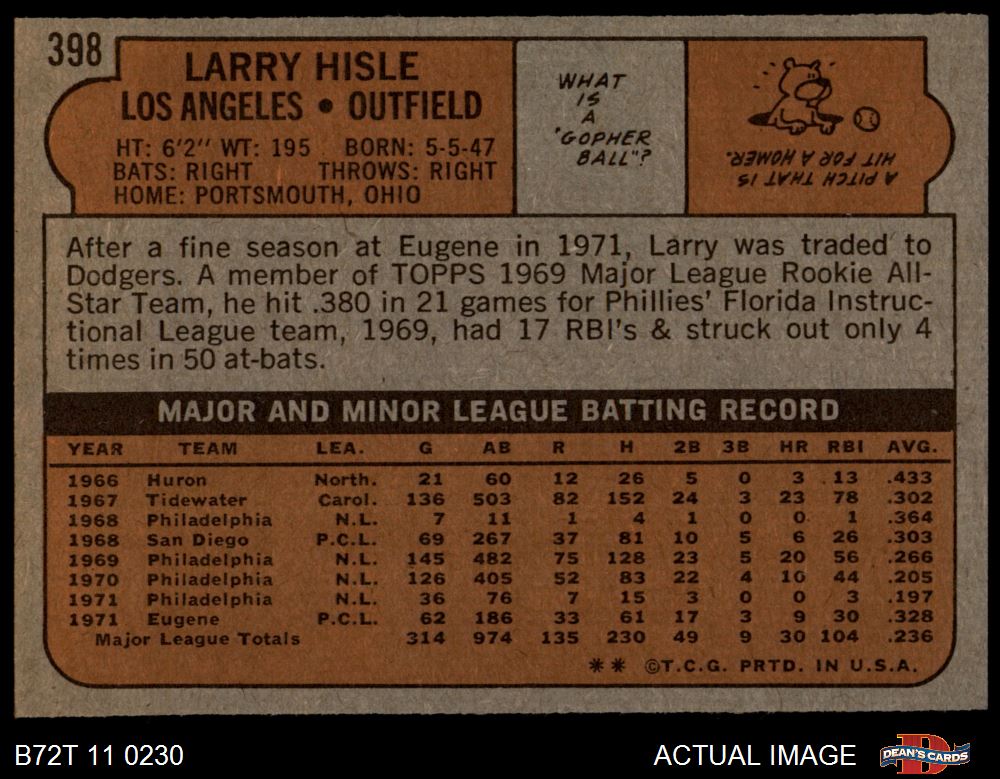 398
LARRY HISLE
LOS ANGELES • OUTFIELD
HT: 6'2" WT: 195 BORN: 5-5-47
BATS: RIGHT THROWS: RIGHT
HOME: PORTSMOUTH, OHIO
WHAT
IS
A
"GOPHER
BALL"?
A PITCH THAT IS
HIT FOR A HOMER.
After a fine season at Eugene in 1971, Larry was traded to
Dodgers. A member of TOPPS 1969 Major League Rookie All-
Star Team, he hit .380 in 21 games for Phillies' Florida Instruc-
tional League team, 1969, had 17 RBI's & struck out only 4
times in 50 at-bats.
MAJOR AND MINOR LEAGUE BATTING RECORD
YEAR TEAM LEA. G AB R H 2B 3B HR RBI AVG.
1966 Huron North. 21 60 12 26 5 0 3 13 .433
1967 Tidewater Carol. 136 503 82 152 24 3 23 78 .302
1968 Philadelphia N.L. 7 11 1 4 1 0 0 1 .364
1968 San Diego P.C.L. 69 267 37 81 10 5 6 26 .303
1969 Philadelphia N.L. 145 482 75 128 23 5 20 56 .266
1970 Philadelphia N.L. 126 405 52 83 22 4 10 44 .205
1971 Philadelphia N.L. 36 76 7 15 3 0 0 3 .197
1971 Eugene P.C.L. 62 186 33 61 17 3 9 30 .328
Major League Totals 314 974 135 230 49 9 30 104 .236
** ©T.C.G. PRTD. IN U.S.A.
B72T 11 0230
ACTUAL IMAGE
D
DEAN'S CARDS